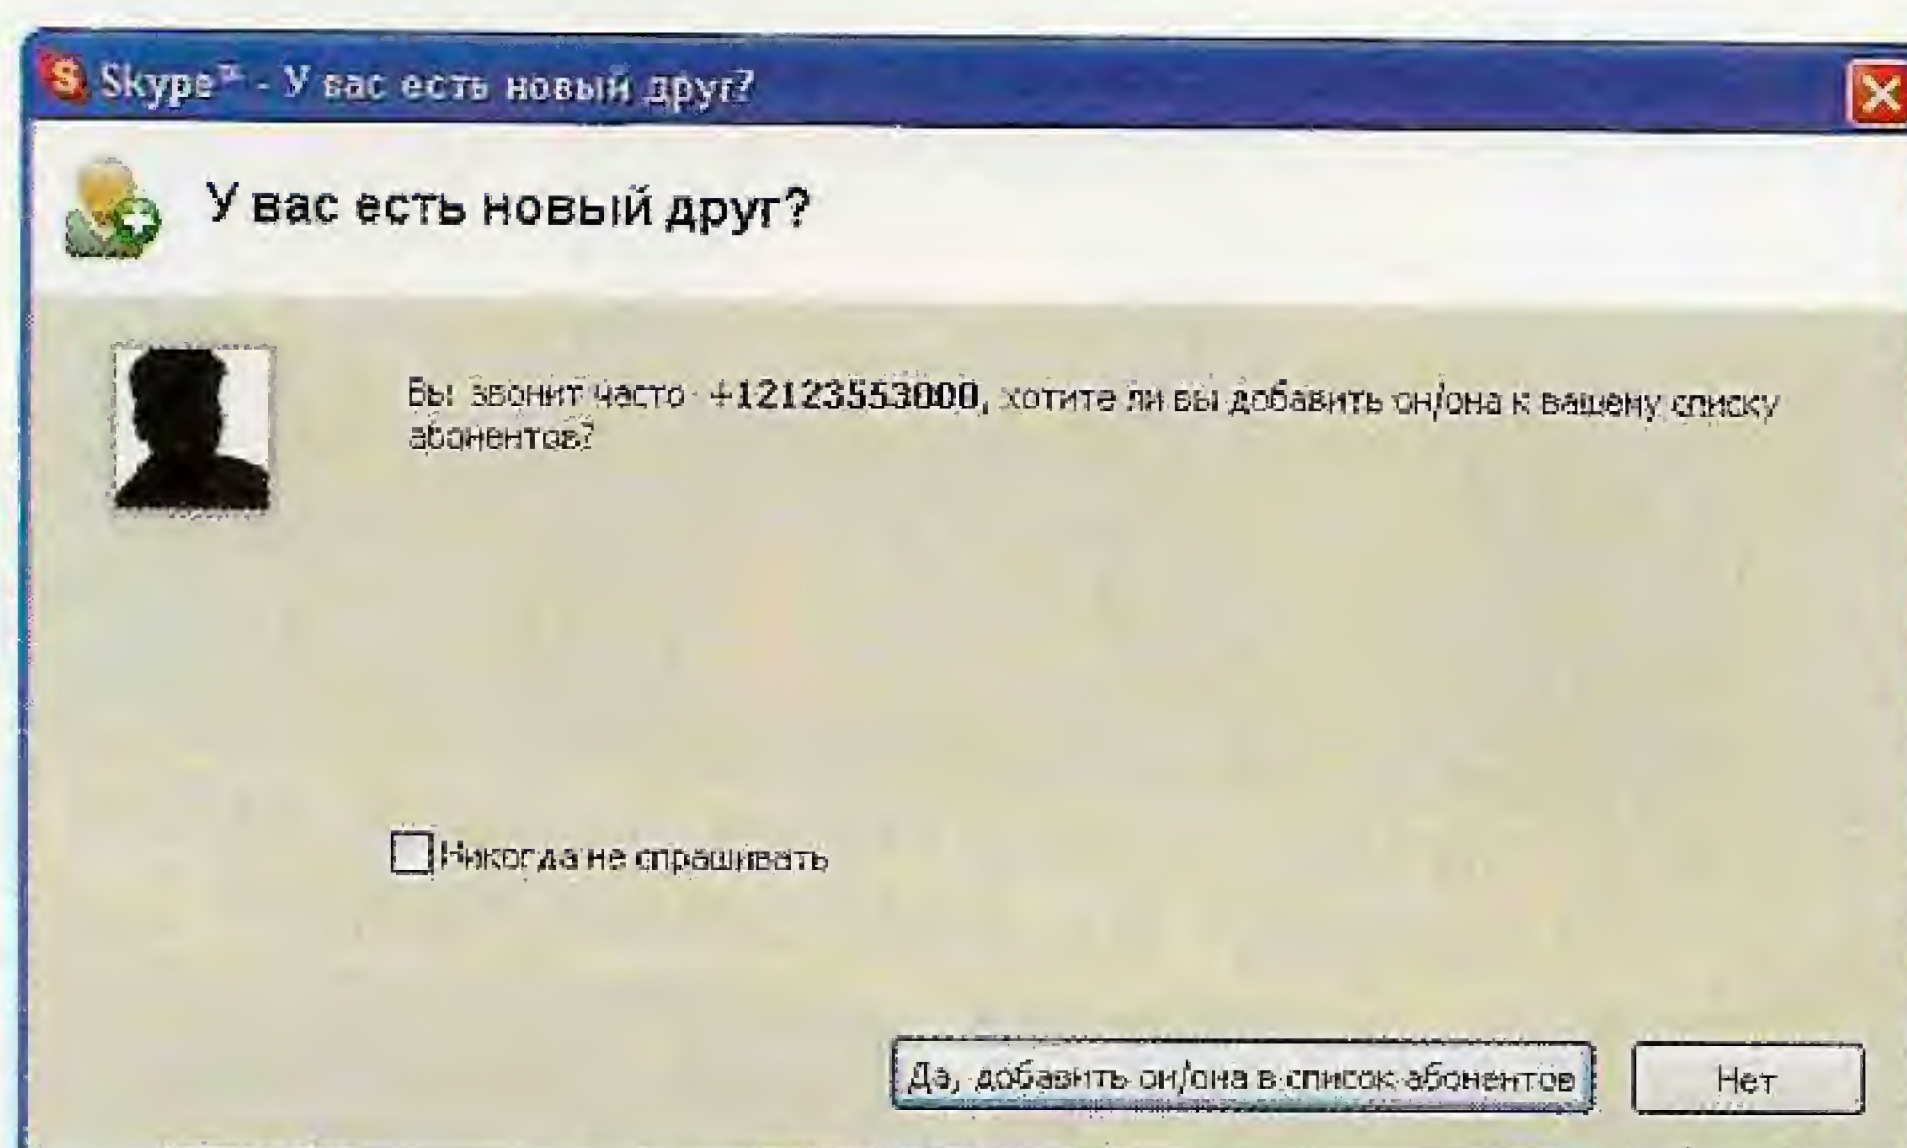 Skype™ - У вас есть новый друг?
У вас есть новый друг?
Вы звонит часто +12123553000, хотите ли вы добавить он/она к вашему списку
абонентов?
Никогда не спрашивать
Да, добавить он/она в список абонентов
Нет